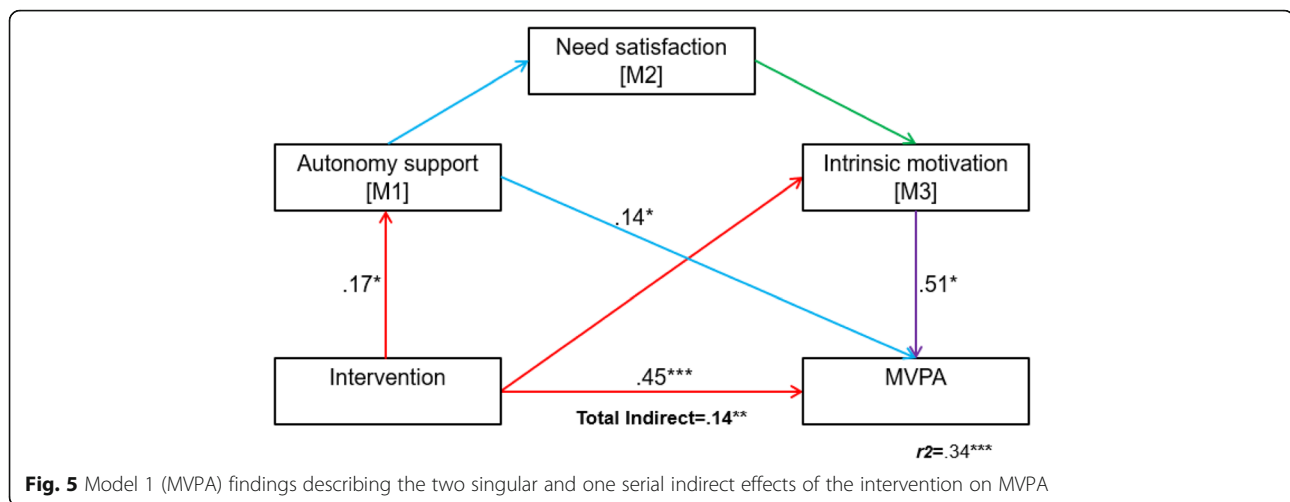 Need satisfaction
[M2]
Autonomy support
[M1]
Intrinsic motivation
[M3]
.14*
.17*
.51*
Intervention
.45***
MVPA
Total Indirect=.14**
r2=.34***
Fig. 5 Model 1 (MVPA) findings describing the two singular and one serial indirect effects of the intervention on MVPA